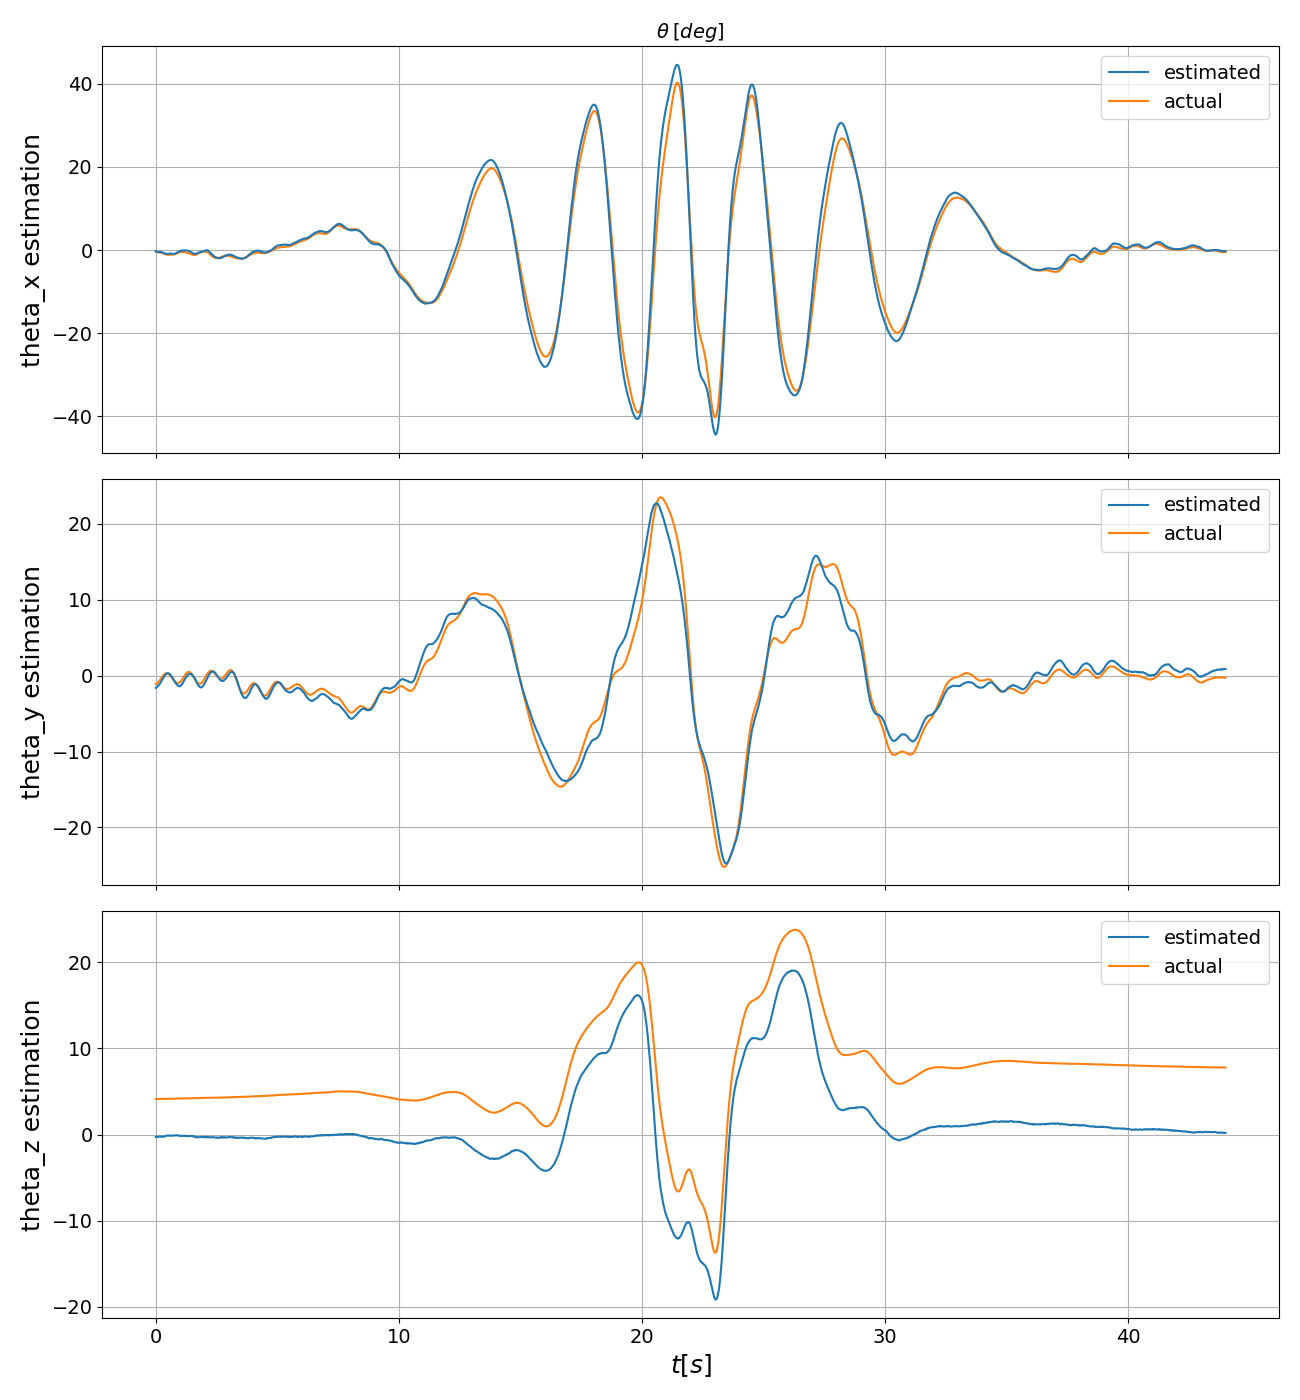 θ [deg]
theta_x estimation
40
20
0
−20
−40
estimated
actual
theta_y estimation
20
10
0
−10
−20
estimated
actual
theta_z estimation
20
10
0
−10
−20
estimated
actual
0 10 20 30 40
t[s]